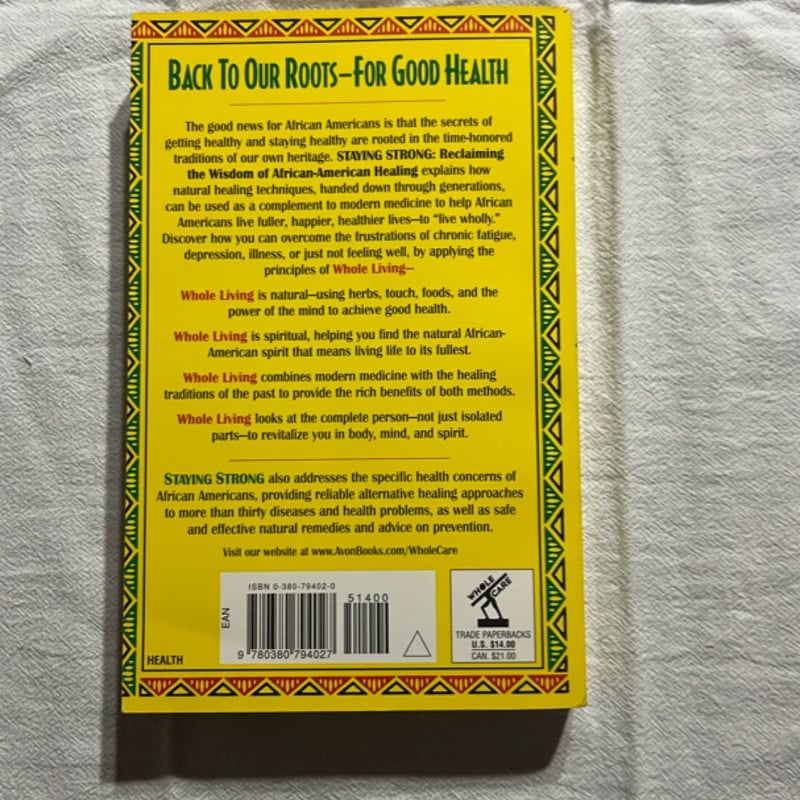 BACK TO OUR ROOTS—FOR GOOD HEALTH
The good news for African Americans is that the secrets of
getting healthy and staying healthy are rooted in the time-honored
traditions of our own heritage. STAYING STRONG: Reclaiming
the Wisdom of African-American Healing explains how
natural healing techniques, handed down through generations,
can be used as a complement to modern medicine to help African
Americans live fuller, happier, healthier lives—to "live wholly."
Discover how you can overcome the frustrations of chronic fatigue,
depression, illness, or just not feeling well, by applying the
principles of Whole Living—
Whole Living is natural—using herbs, touch, foods, and the
power of the mind to achieve good health.
Whole Living is spiritual, helping you find the natural African-
American spirit that means living life to its fullest.
Whole Living combines modern medicine with the healing
traditions of the past to provide the rich benefits of both methods.
Whole Living looks at the complete person—not just isolated
parts—to revitalize you in body, mind, and spirit.
STAYING STRONG also addresses the specific health concerns of
African Americans, providing reliable alternative healing approaches
to more than thirty diseases and health problems, as well as safe
and effective natural remedies and advice on prevention.
Visit our website at www.AvonBooks.com/WholeCare
ISBN 0-380-79402-0
51400
EAN
9 780380 794027
WHOLE CARE
TRADE PAPERBACKS
U.S. $14.00
CAN. $21.00
HEALTH